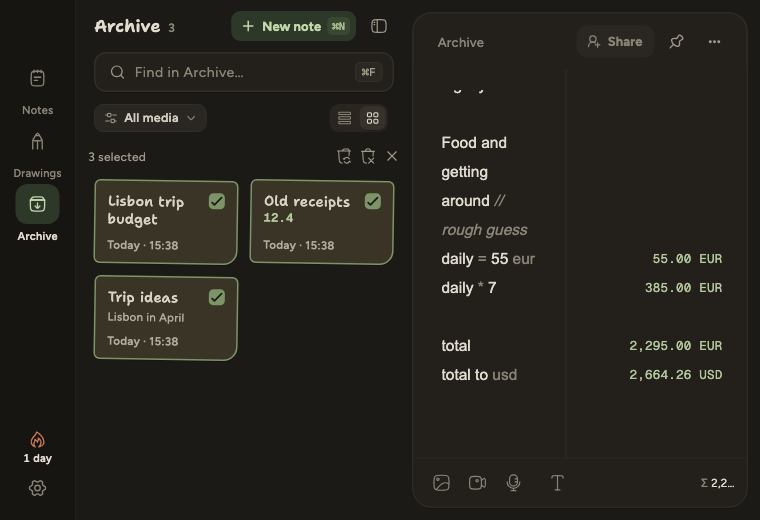 Archive 3
New note ⌘N
Find in Archive... ⌘F
All media
3 selected
Notes
Drawings
Archive
Lisbon trip
budget
Today · 15:38
Old receipts
12.4
Today · 15:38
Trip ideas
Lisbon in April
Today · 15:38
1 day
Archive
Share
Food and
getting
around //
rough guess
daily = 55 eur 55.00 EUR
daily * 7 385.00 EUR
total 2,295.00 EUR
total to usd 2,664.26 USD
Σ 2,2...